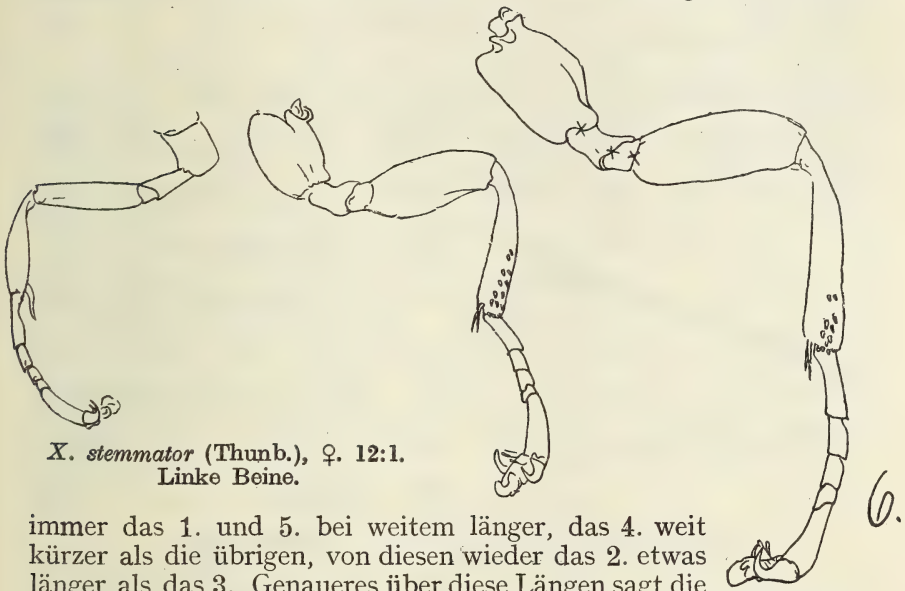 X. stemmator (Thunb.), ♀. 12:1.
Linke Beine.
6.
immer das 1. und 5. bei weitem länger, das 4. weit
kürzer als die übrigen, von diesen wieder das 2. etwas
länger als das 3. Genaueres über diese Längen sagt die